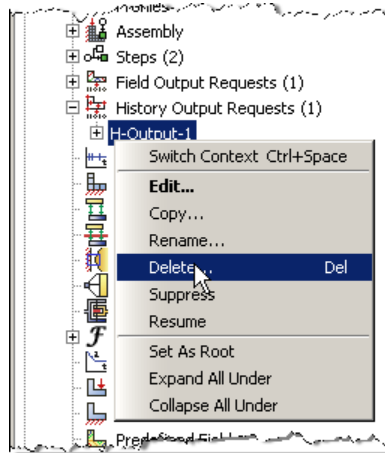 Profiles
Assembly
Steps (2)
Field Output Requests (1)
History Output Requests (1)
H-Output-1
Switch Context Ctrl+Space
Edit...
Copy...
Rename...
Delete... Del
Suppress
Resume
Set As Root
Expand All Under
Collapse All Under
Predefined Fields